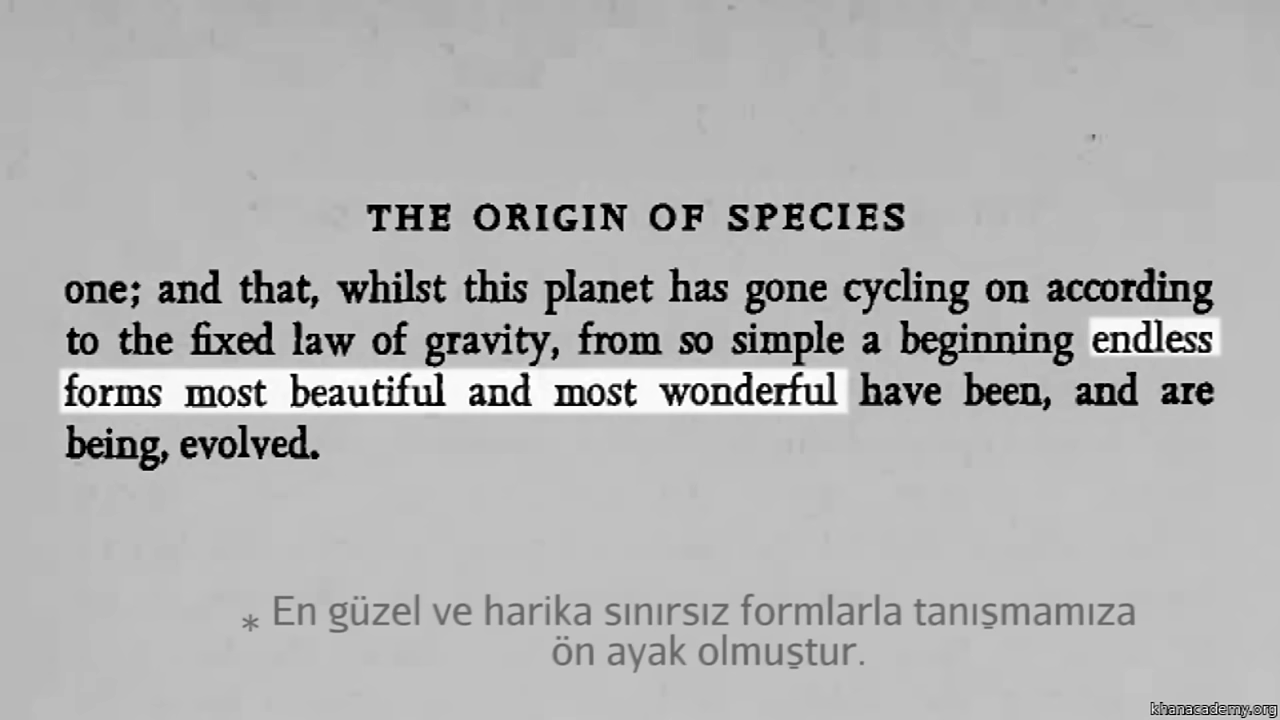 THE ORIGIN OF SPECIES
one; and that, whilst this planet has gone cycling on according
to the fixed law of gravity, from so simple a beginning endless
forms most beautiful and most wonderful have been, and are
being, evolved.
* En güzel ve harika sınırsız formlarla tanışmamıza
ön ayak olmuştur.
khanacademy.org